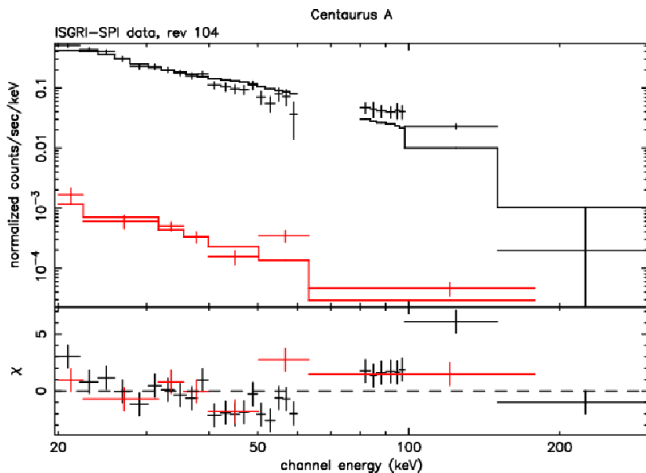 Centaurus A
ISGRI-SPI data, rev 104
normalized counts/sec/keV
0.1
0.01
10⁻³
10⁻⁴
χ
5
0
20
50
100
200
channel energy (keV)